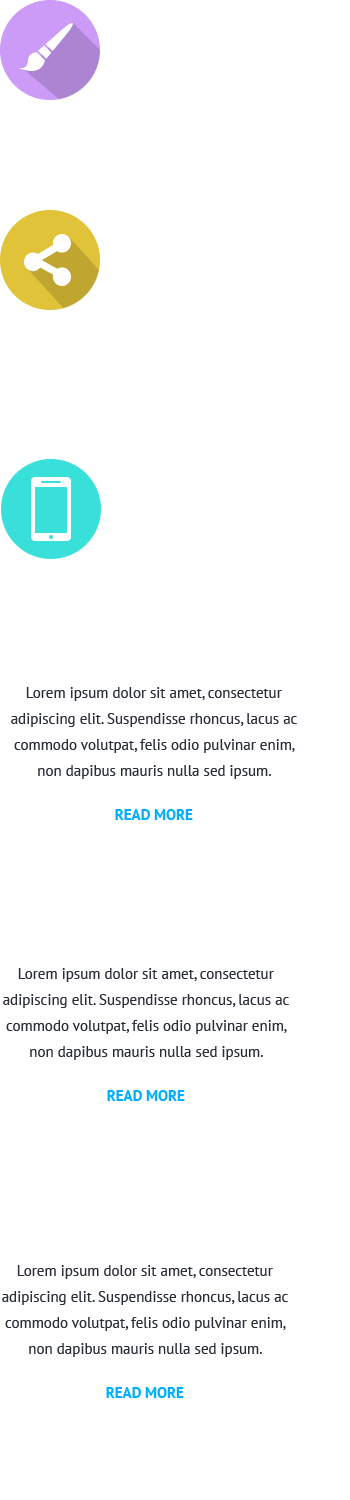 Lorem ipsum dolor sit amet, consectetur
adipiscing elit. Suspendisse rhoncus, lacus ac
commodo volutpat, felis odio pulvinar enim,
non dapibus mauris nulla sed ipsum.
READ MORE
Lorem ipsum dolor sit amet, consectetur
adipiscing elit. Suspendisse rhoncus, lacus ac
commodo volutpat, felis odio pulvinar enim,
non dapibus mauris nulla sed ipsum.
READ MORE
Lorem ipsum dolor sit amet, consectetur
adipiscing elit. Suspendisse rhoncus, lacus ac
commodo volutpat, felis odio pulvinar enim,
non dapibus mauris nulla sed ipsum.
READ MORE